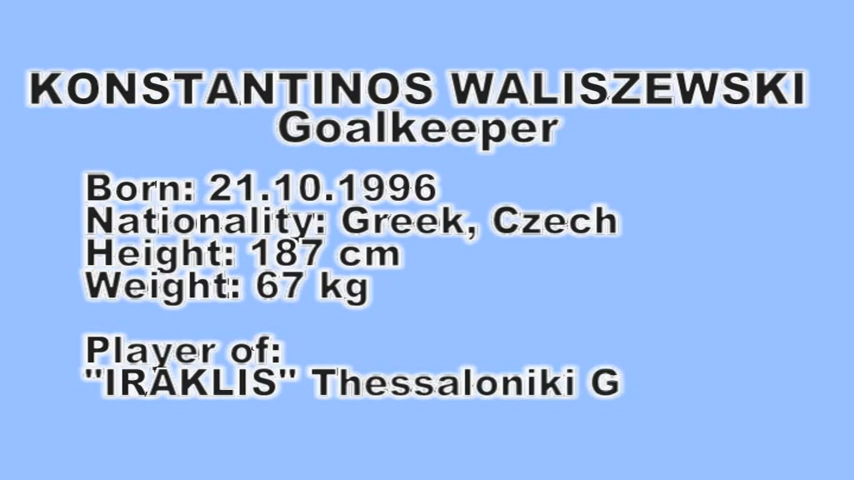 KONSTANTINOS WALISZEWSKI
Goalkeeper
Born: 21.10.1996
Nationality: Greek, Czech
Height: 187 cm
Weight: 67 kg
Player of:
"IRAKLIS" Thessaloniki G